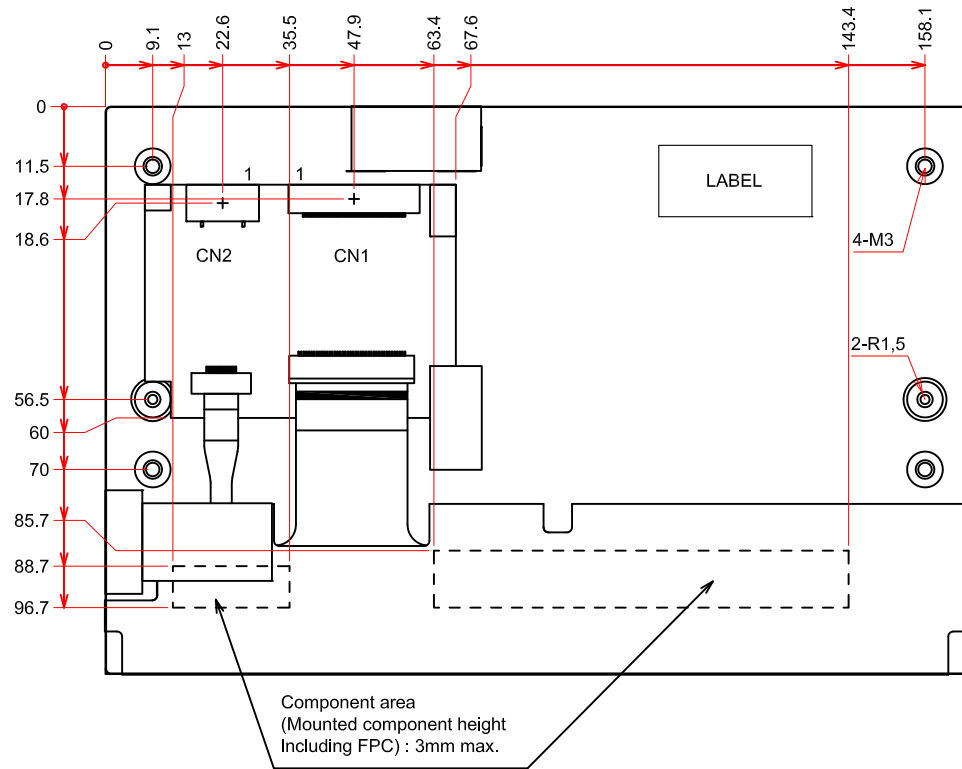 0
9.1
13
22.6
35.5
47.9
63.4
67.6
143.4
158.1
0
11.5
17.8
18.6
56.5
60
70
85.7
88.7
96.7
1
1
LABEL
CN2
CN1
4-M3
2-R1,5
Component area
(Mounted component height
Including FPC) : 3mm max.